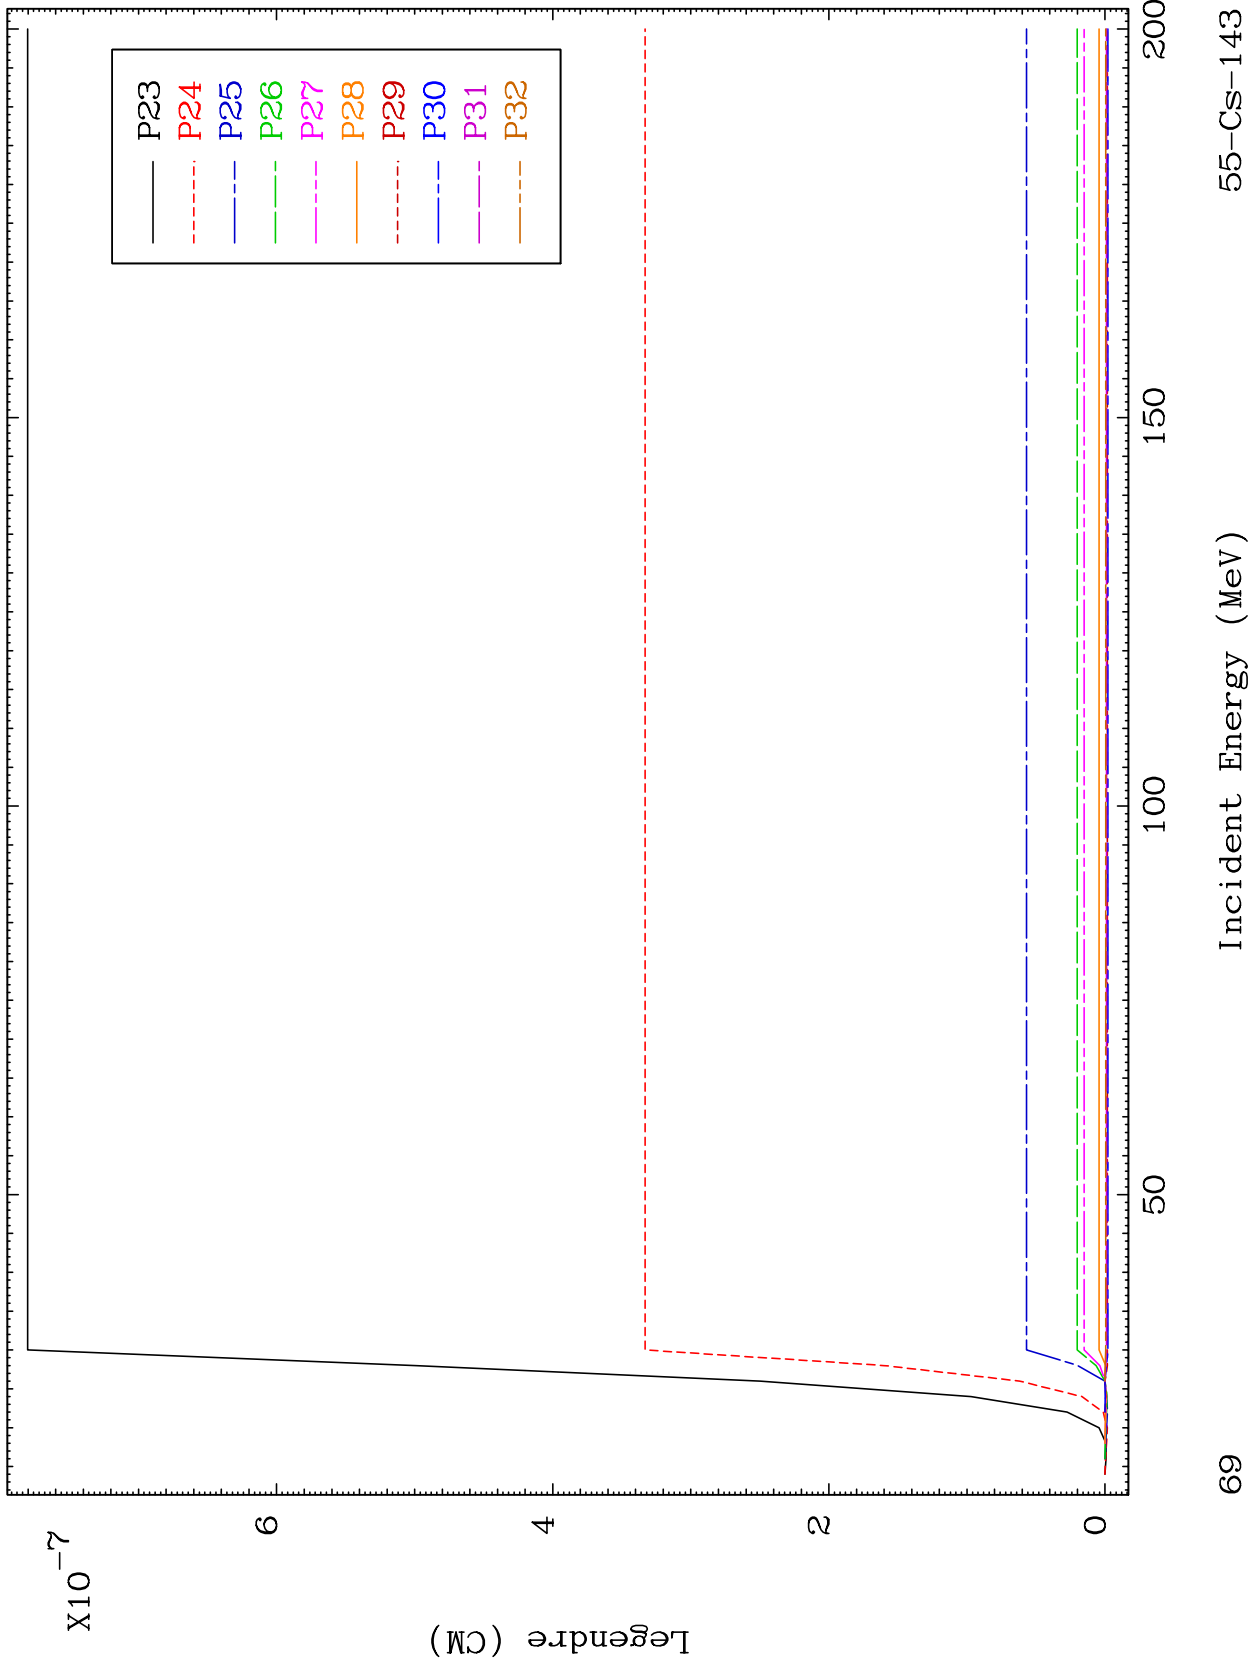 X10-7
Legendre (CM)
6
4
2
0
P23
P24
P25
P26
P27
P28
P29
P30
P31
P32
50
100
150
200
Incident Energy (MeV)
69
55-Cs-143